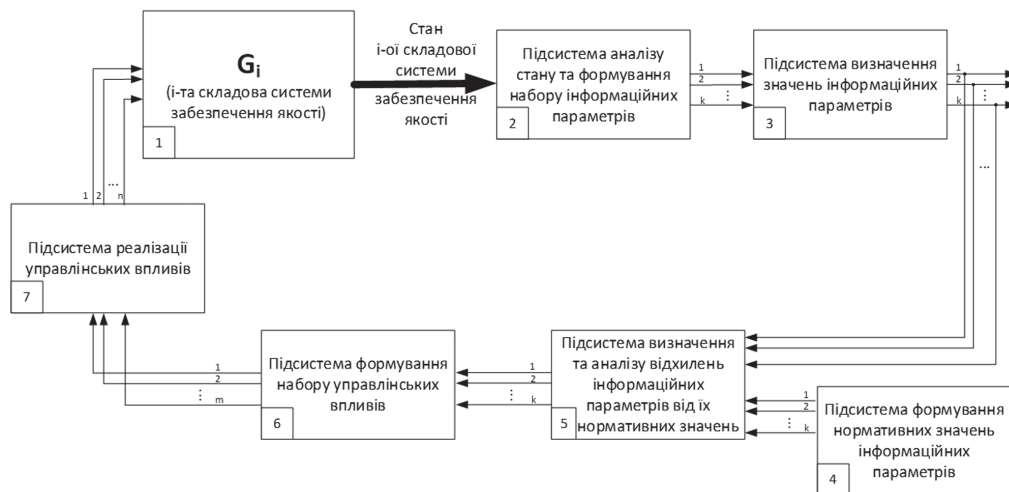 Gi
(і-та складова системи
забезпечення якості)
1
Стан
і-ої складової
системи
забезпечення
якості
Підсистема аналізу
стану та формування
набору інформаційних
параметрів
2
1
2
⋮
k
Підсистема визначення
значень інформаційних
параметрів
3
1
2
⋮
k
...
1
2
...
n
Підсистема реалізації
управлінських впливів
7
1
2
⋮
m
Підсистема формування
набору управлінських
впливів
6
1
2
⋮
k
Підсистема визначення
та аналізу відхилень
інформаційних
параметрів від їх
нормативних значень
5
1
2
⋮
k
Підсистема формування
нормативних значень
інформаційних
параметрів
4